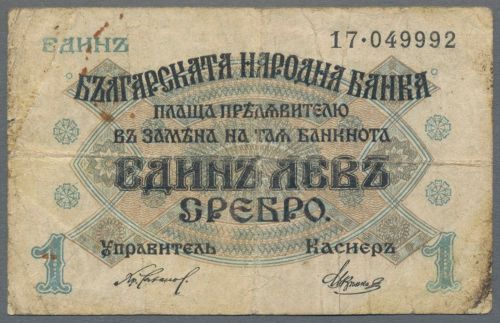 ЕДИНЪ 17·049992
БЪЛГАРСКАТА НАРОДНА БАНКА
ПЛАЩА ПРѢДЯВИТЕЛЮ
ВЪ ЗАМѢНА НА ТАЯ БАНКНОТА
ЕДИНЪ ЛЕВЪ
СРЕБРО.
Управитель Касиеръ
1 1